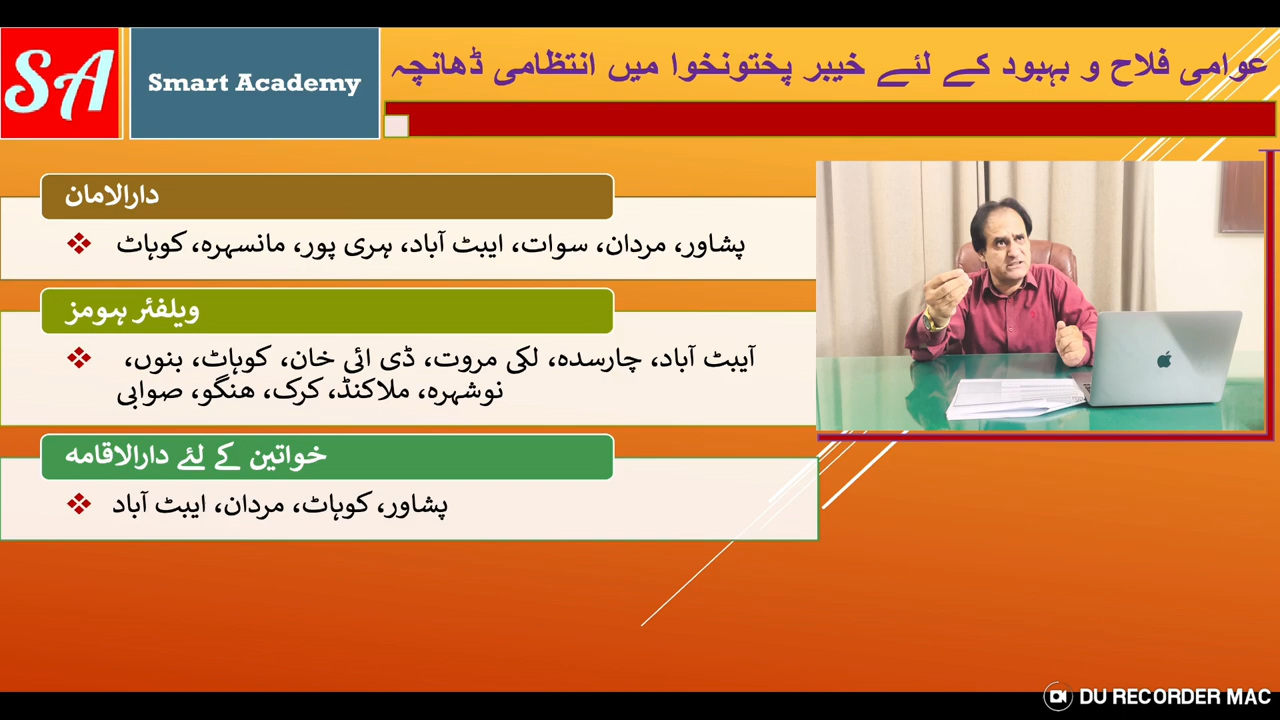 SA
Smart Academy
عوامی فلاح و بہبود کے لئے خیبر پختونخوا میں انتظامی ڈھانچہ
دارالامان
پشاور، مردان، سوات، ایبٹ آباد، ہری پور، مانسہرہ، کوہاٹ
ویلفئر ہومز
آیبٹ آباد، چارسدہ، لکی مروت، ڈی ائی خان، کوہاٹ، بنوں،
نوشہرہ، ملاکنڈ، کرک، ھنگو، صوابی
خواتین کے لئے دارالاقامہ
پشاور، کوہاٹ، مردان، ایبٹ آباد
DU RECORDER MAC